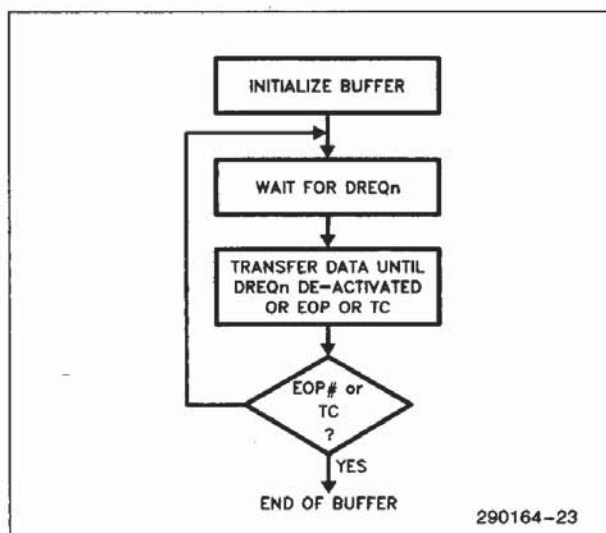 INITIALIZE BUFFER
WAIT FOR DREQn
TRANSFER DATA UNTIL
DREQn DE-ACTIVATED
OR EOP OR TC
EOP# or
TC
?
YES
END OF BUFFER
290164-23